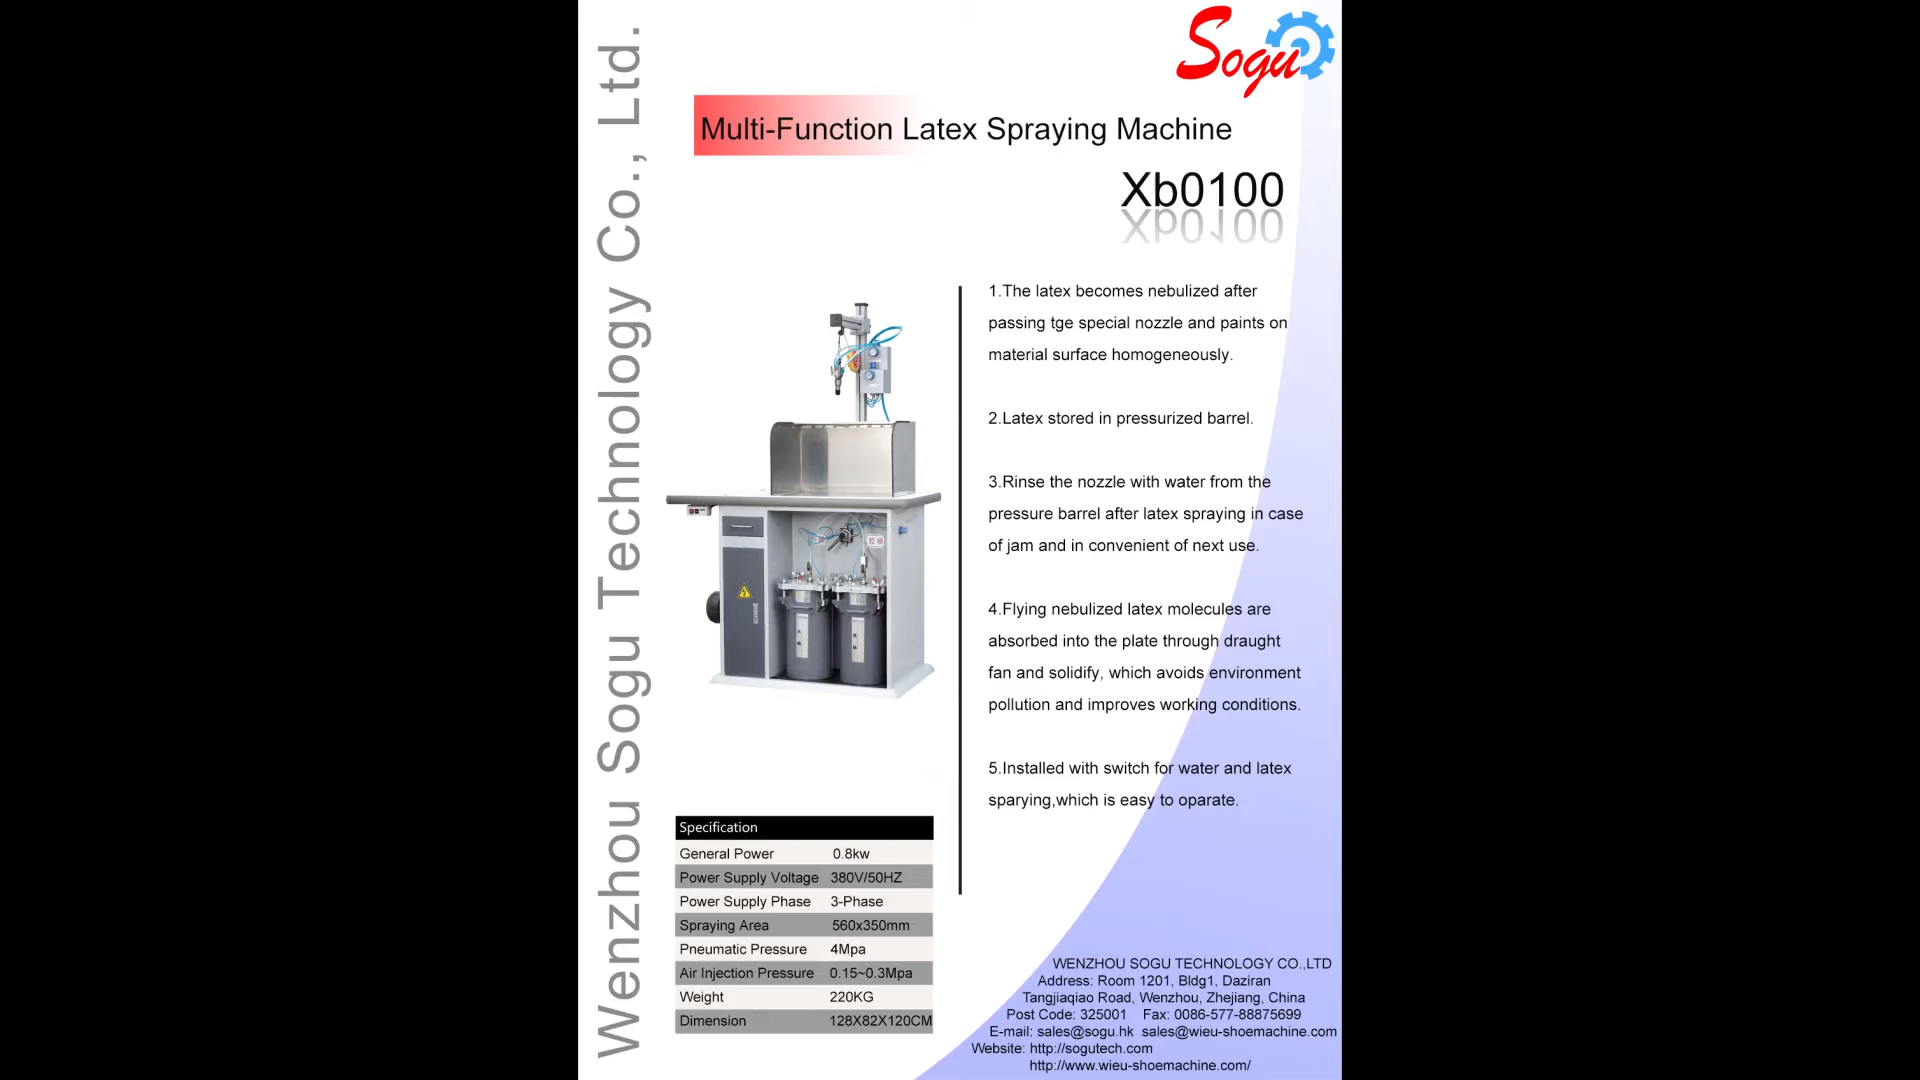 Wenzhou Sogu Technology Co., Ltd.
Sogu
Multi-Function Latex Spraying Machine
Xb0100
1.The latex becomes nebulized after
passing tge special nozzle and paints on
material surface homogeneously.
2.Latex stored in pressurized barrel.
3.Rinse the nozzle with water from the
pressure barrel after latex spraying in case
of jam and in convenient of next use.
4.Flying nebulized latex molecules are
absorbed into the plate through draught
fan and solidify, which avoids environment
pollution and improves working conditions.
5.Installed with switch for water and latex
sparying,which is easy to oparate.
Specification
General Power 0.8kw
Power Supply Voltage 380V/50HZ
Power Supply Phase 3-Phase
Spraying Area 560x350mm
Pneumatic Pressure 4Mpa
Air Injection Pressure 0.15~0.3Mpa
Weight 220KG
Dimension 128X82X120CM
WENZHOU SOGU TECHNOLOGY CO.,LTD
Address: Room 1201, Bldg1, Daziran
Tangjiaqiao Road, Wenzhou, Zhejiang, China
Post Code: 325001 Fax: 0086-577-88875699
E-mail: sales@sogu.hk sales@wieu-shoemachine.com
Website: http://sogutech.com
http://www.wieu-shoemachine.com/